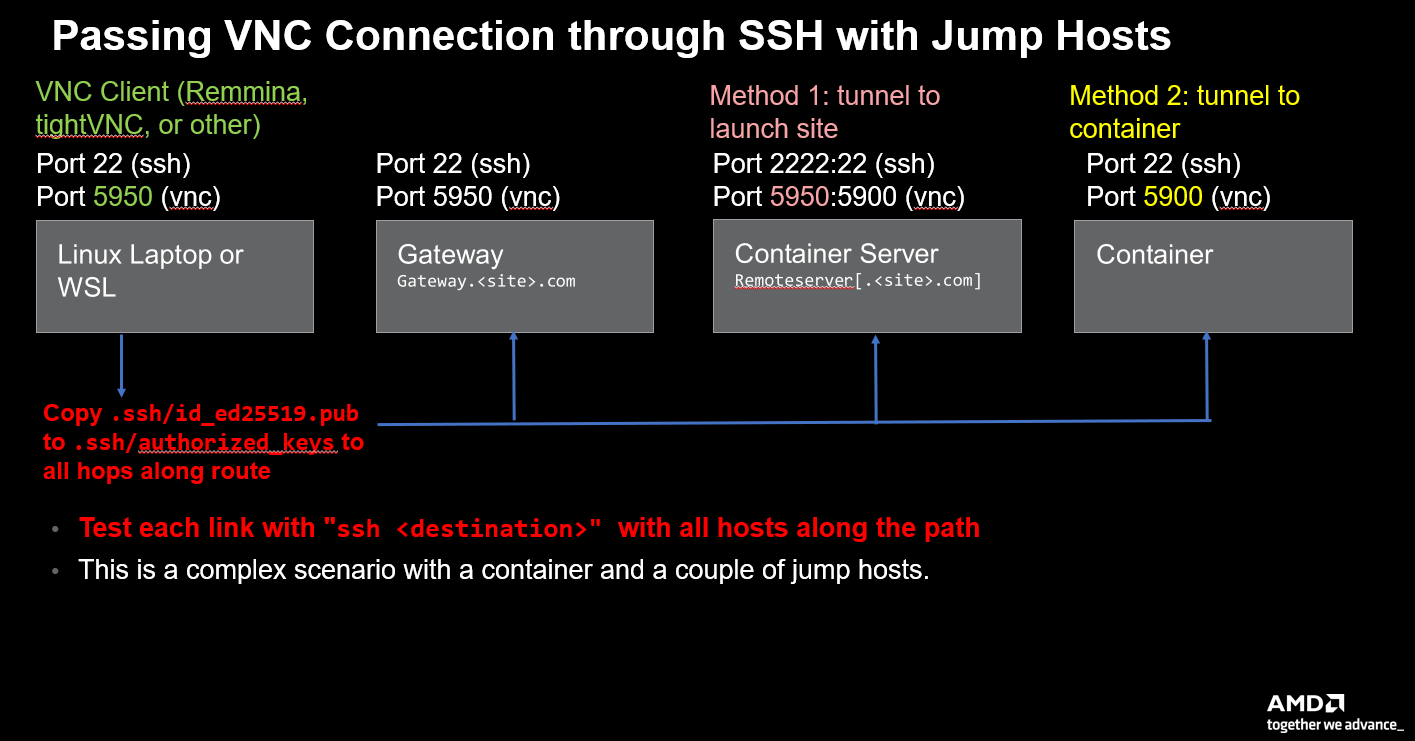 Passing VNC Connection through SSH with Jump Hosts
VNC Client (Remmina,
tightVNC, or other)
Port 22 (ssh)
Port 5950 (vnc)
Linux Laptop or
WSL
Port 22 (ssh)
Port 5950 (vnc)
Gateway
Gateway.<site>.com
Method 1: tunnel to
launch site
Port 2222:22 (ssh)
Port 5950:5900 (vnc)
Container Server
Remoteserver[.<site>.com]
Method 2: tunnel to
container
Port 22 (ssh)
Port 5900 (vnc)
Container
Copy .ssh/id_ed25519.pub
to .ssh/authorized_keys to
all hops along route
• Test each link with "ssh <destination>" with all hosts along the path
• This is a complex scenario with a container and a couple of jump hosts.
AMD
together we advance_